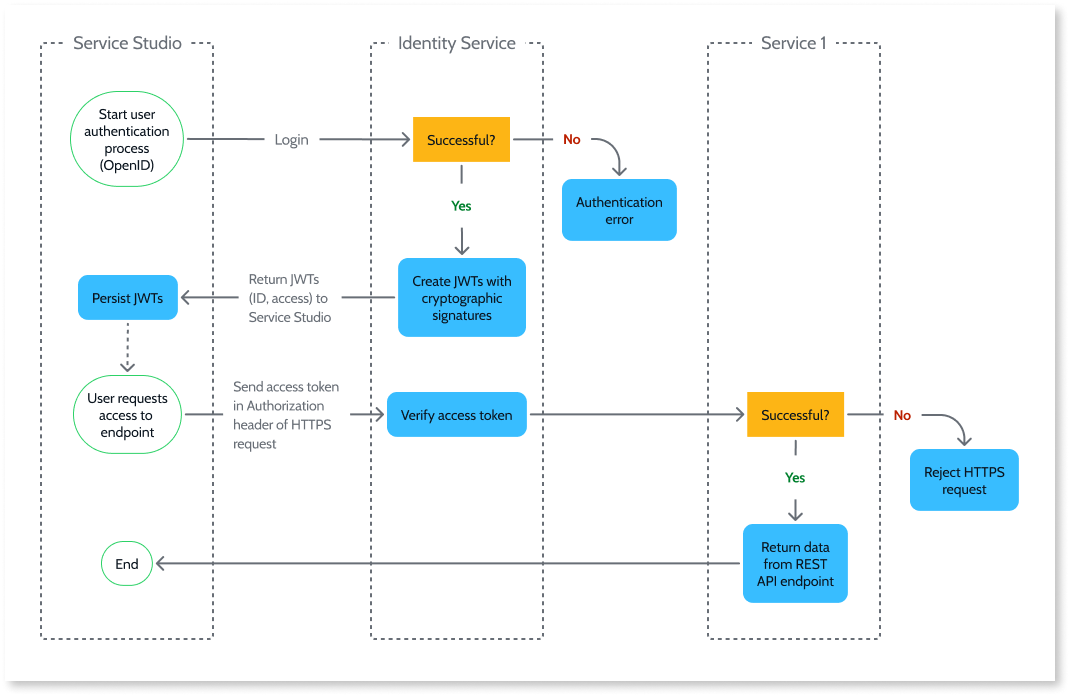 Service Studio
Identity Service
Service 1
Start user
authentication
process
(OpenID)
Login
Successful?
No
Authentication
error
Yes
Create JWTs with
cryptographic
signatures
Return JWTs
(ID, access) to
Service Studio
Persist JWTs
User requests
access to
endpoint
Send access token
in Authorization
header of HTTPS
request
Verify access token
Successful?
No
Reject HTTPS
request
Yes
Return data
from REST
API endpoint
End